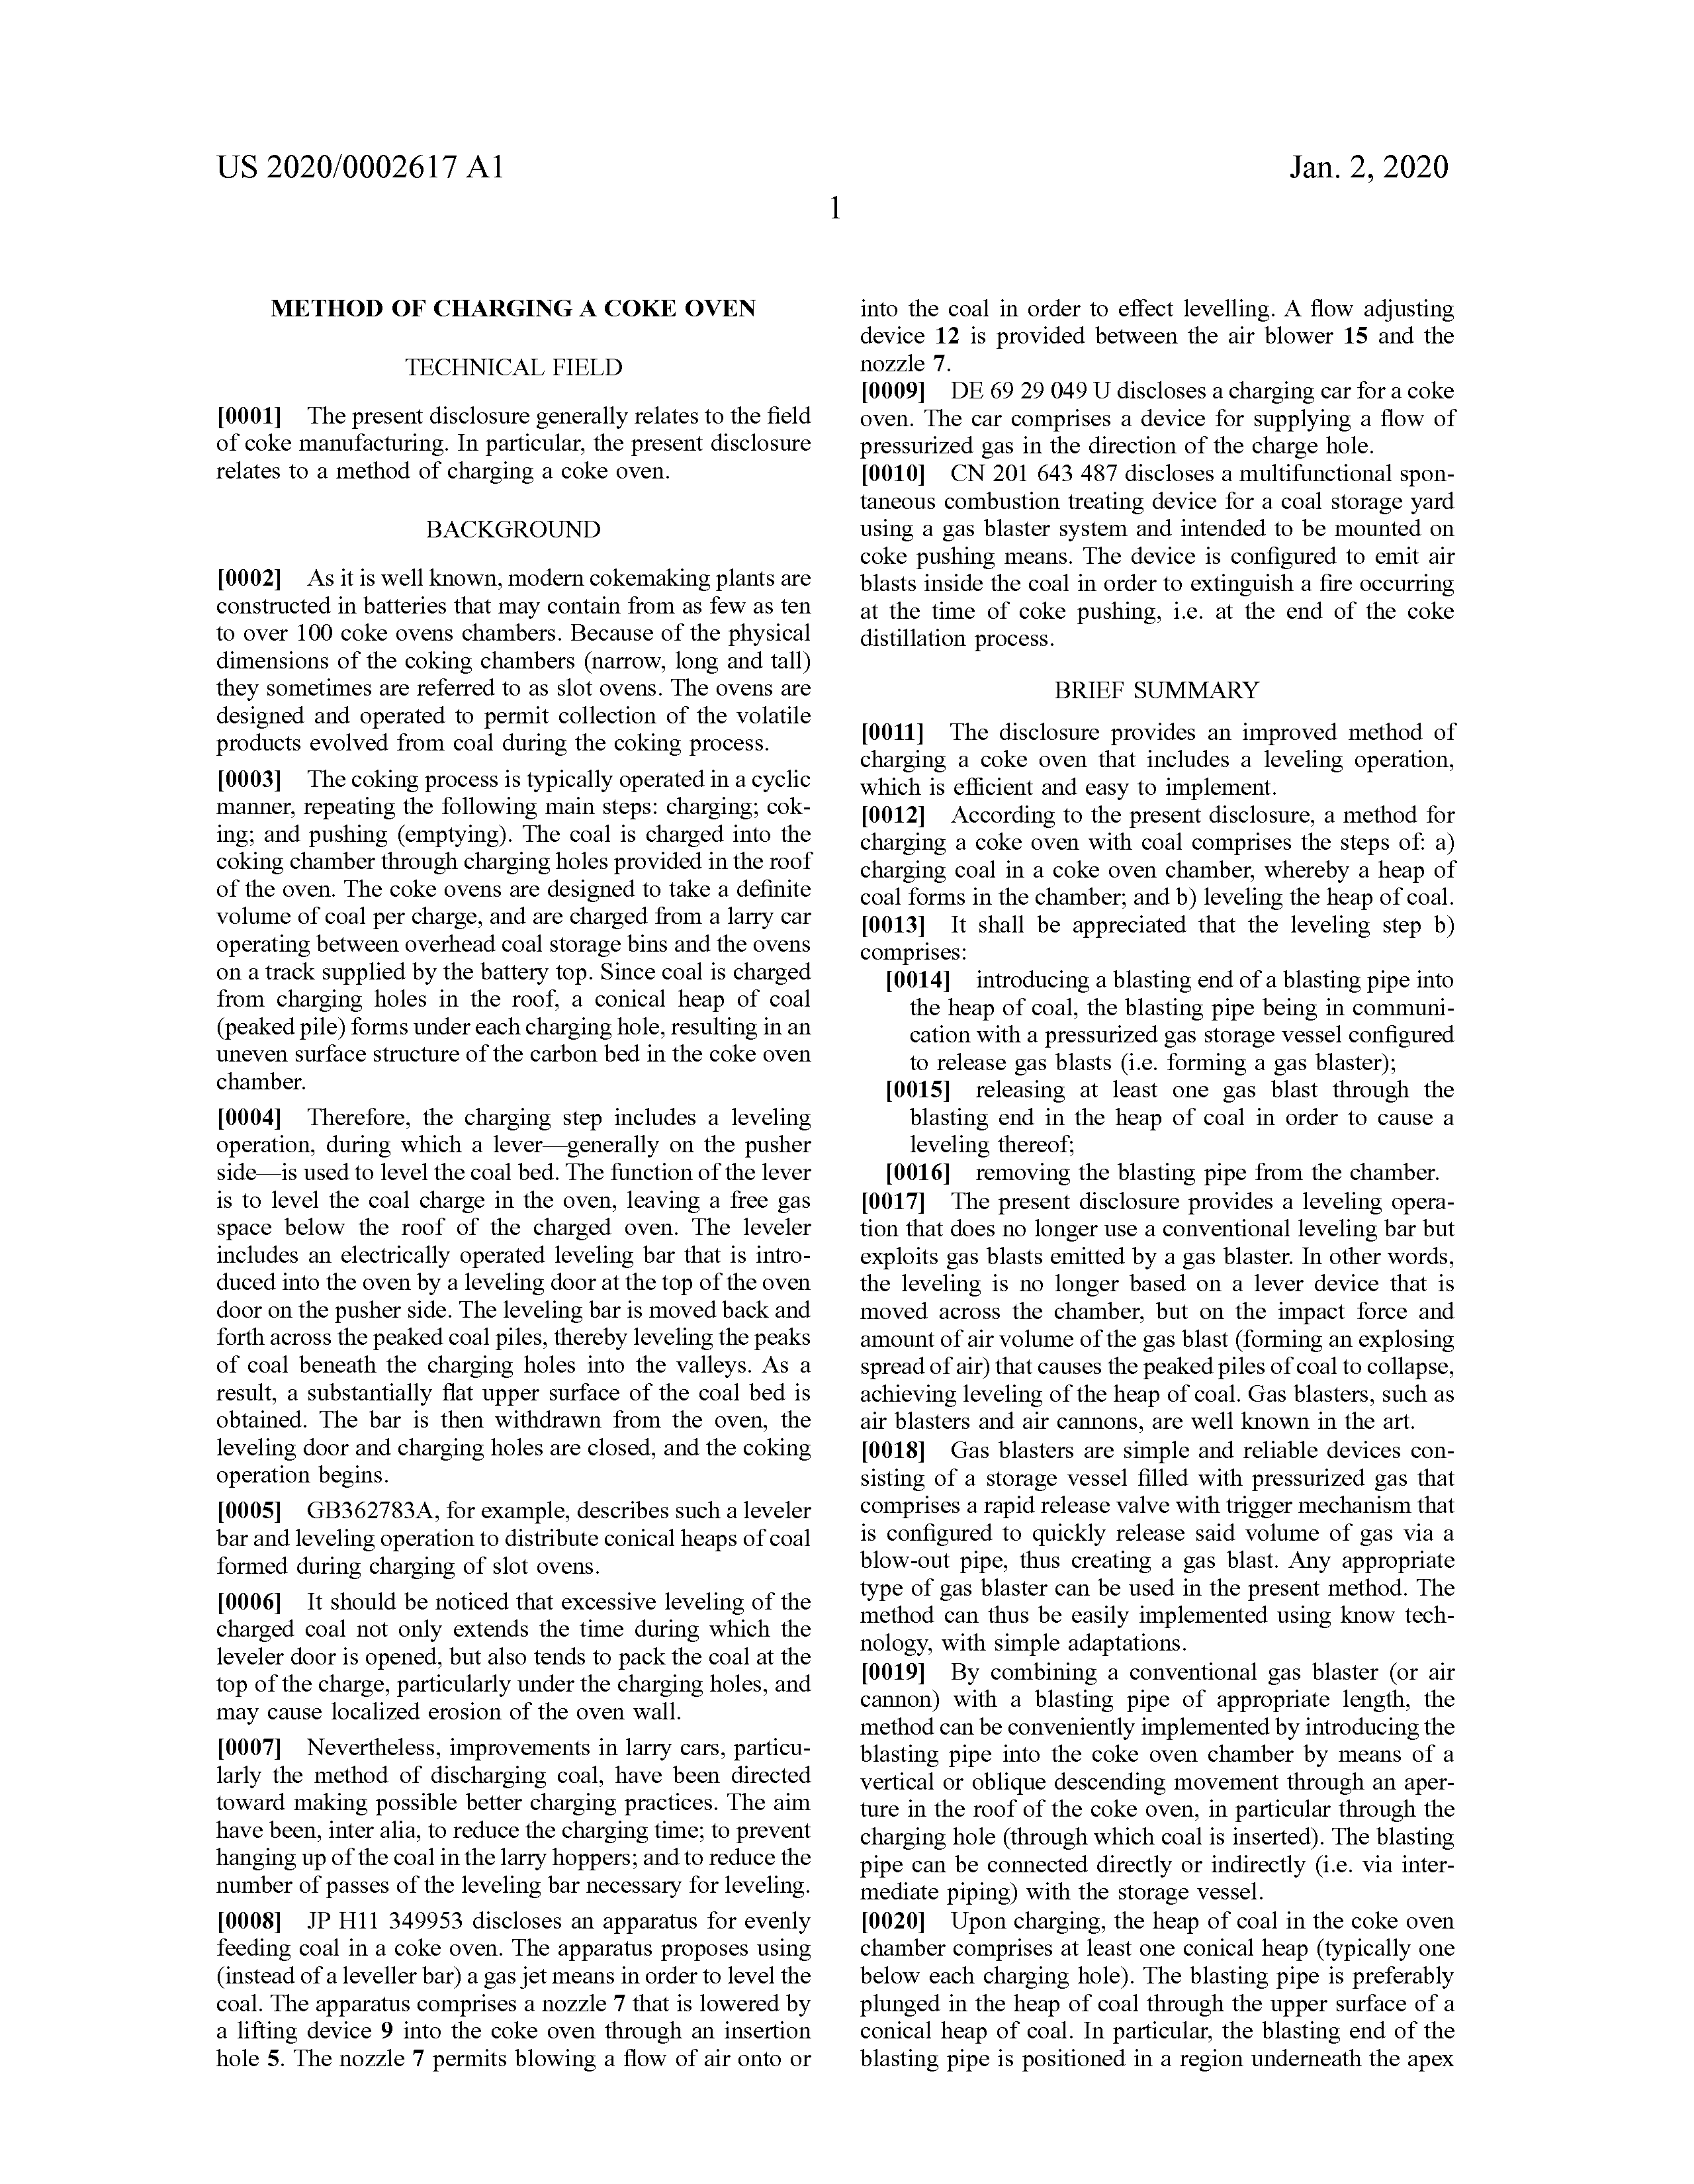 US 2020/0002617 A1
Jan. 2, 2020
1
METHOD OF CHARGING A COKE OVEN
TECHNICAL FIELD
[0001] The present disclosure generally relates to the field
of coke manufacturing. In particular, the present disclosure
relates to a method of charging a coke oven.
BACKGROUND
[0002] As it is well known, modern cokemaking plants are
constructed in batteries that may contain from as few as ten
to over 100 coke ovens chambers. Because of the physical
dimensions of the coking chambers (narrow, long and tall)
they sometimes are referred to as slot ovens. The ovens are
designed and operated to permit collection of the volatile
products evolved from coal during the coking process.
[0003] The coking process is typically operated in a cyclic
manner, repeating the following main steps: charging; cok-
ing; and pushing (emptying). The coal is charged into the
coking chamber through charging holes provided in the roof
of the oven. The coke ovens are designed to take a definite
volume of coal per charge, and are charged from a larry car
operating between overhead coal storage bins and the ovens
on a track supplied by the battery top. Since coal is charged
from charging holes in the roof, a conical heap of coal
(peaked pile) forms under each charging hole, resulting in an
uneven surface structure of the carbon bed in the coke oven
chamber.
[0004] Therefore, the charging step includes a leveling
operation, during which a lever—generally on the pusher
side—is used to level the coal bed. The function of the lever
is to level the coal charge in the oven, leaving a free gas
space below the roof of the charged oven. The leveler
includes an electrically operated leveling bar that is intro-
duced into the oven by a leveling door at the top of the oven
door on the pusher side. The leveling bar is moved back and
forth across the peaked coal piles, thereby leveling the peaks
of coal beneath the charging holes into the valleys. As a
result, a substantially flat upper surface of the coal bed is
obtained. The bar is then withdrawn from the oven, the
leveling door and charging holes are closed, and the coking
operation begins.
[0005] GB362783A, for example, describes such a leveler
bar and leveling operation to distribute conical heaps of coal
formed during charging of slot ovens.
[0006] It should be noticed that excessive leveling of the
charged coal not only extends the time during which the
leveler door is opened, but also tends to pack the coal at the
top of the charge, particularly under the charging holes, and
may cause localized erosion of the oven wall.
[0007] Nevertheless, improvements in larry cars, particu-
larly the method of discharging coal, have been directed
toward making possible better charging practices. The aim
have been, inter alia, to reduce the charging time; to prevent
hanging up of the coal in the larry hoppers; and to reduce the
number of passes of the leveling bar necessary for leveling.
[0008] JP H11 349953 discloses an apparatus for evenly
feeding coal in a coke oven. The apparatus proposes using
(instead of a leveller bar) a gas jet means in order to level the
coal. The apparatus comprises a nozzle 7 that is lowered by
a lifting device 9 into the coke oven through an insertion
hole 5. The nozzle 7 permits blowing a flow of air onto or
into the coal in order to effect levelling. A flow adjusting
device 12 is provided between the air blower 15 and the
nozzle 7.
[0009] DE 69 29 049 U discloses a charging car for a coke
oven. The car comprises a device for supplying a flow of
pressurized gas in the direction of the charge hole.
[0010] CN 201 643 487 discloses a multifunctional spon-
taneous combustion treating device for a coal storage yard
using a gas blaster system and intended to be mounted on
coke pushing means. The device is configured to emit air
blasts inside the coal in order to extinguish a fire occurring
at the time of coke pushing, i.e. at the end of the coke
distillation process.
BRIEF SUMMARY
[0011] The disclosure provides an improved method of
charging a coke oven that includes a leveling operation,
which is efficient and easy to implement.
[0012] According to the present disclosure, a method for
charging a coke oven with coal comprises the steps of: a)
charging coal in a coke oven chamber, whereby a heap of
coal forms in the chamber; and b) leveling the heap of coal.
[0013] It shall be appreciated that the leveling step b)
comprises:
[0014] introducing a blasting end of a blasting pipe into
the heap of coal, the blasting pipe being in communi-
cation with a pressurized gas storage vessel configured
to release gas blasts (i.e. forming a gas blaster);
[0015] releasing at least one gas blast through the
blasting end in the heap of coal in order to cause a
leveling thereof;
[0016] removing the blasting pipe from the chamber.
[0017] The present disclosure provides a leveling opera-
tion that does no longer use a conventional leveling bar but
exploits gas blasts emitted by a gas blaster. In other words,
the leveling is no longer based on a lever device that is
moved across the chamber, but on the impact force and
amount of air volume of the gas blast (forming an explosing
spread of air) that causes the peaked piles of coal to collapse,
achieving leveling of the heap of coal. Gas blasters, such as
air blasters and air cannons, are well known in the art.
[0018] Gas blasters are simple and reliable devices con-
sisting of a storage vessel filled with pressurized gas that
comprises a rapid release valve with trigger mechanism that
is configured to quickly release said volume of gas via a
blow-out pipe, thus creating a gas blast. Any appropriate
type of gas blaster can be used in the present method. The
method can thus be easily implemented using know tech-
nology, with simple adaptations.
[0019] By combining a conventional gas blaster (or air
cannon) with a blasting pipe of appropriate length, the
method can be conveniently implemented by introducing the
blasting pipe into the coke oven chamber by means of a
vertical or oblique descending movement through an aper-
ture in the roof of the coke oven, in particular through the
charging hole (through which coal is inserted). The blasting
pipe can be connected directly or indirectly (i.e. via inter-
mediate piping) with the storage vessel.
[0020] Upon charging, the heap of coal in the coke oven
chamber comprises at least one conical heap (typically one
below each charging hole). The blasting pipe is preferably
plunged in the heap of coal through the upper surface of a
conical heap of coal. In particular, the blasting end of the
blasting pipe is positioned in a region underneath the apex